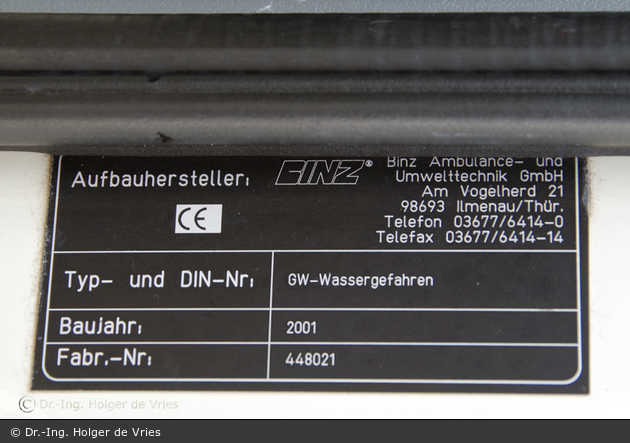 Aufbauhersteller:
BINZ®
Binz Ambulance- und
Umwelttechnik GmbH
Am Vogelherd 21
98693 Ilmenau/Thür.
Telefon 03677/6414-0
Telefax 03677/6414-14
CE
Typ- und DIN-Nr: GW-Wassergefahren
Baujahr: 2001
Fabr.-Nr: 448021
© Dr.-Ing. Holger de Vries
© Dr.-Ing. Holger de Vries